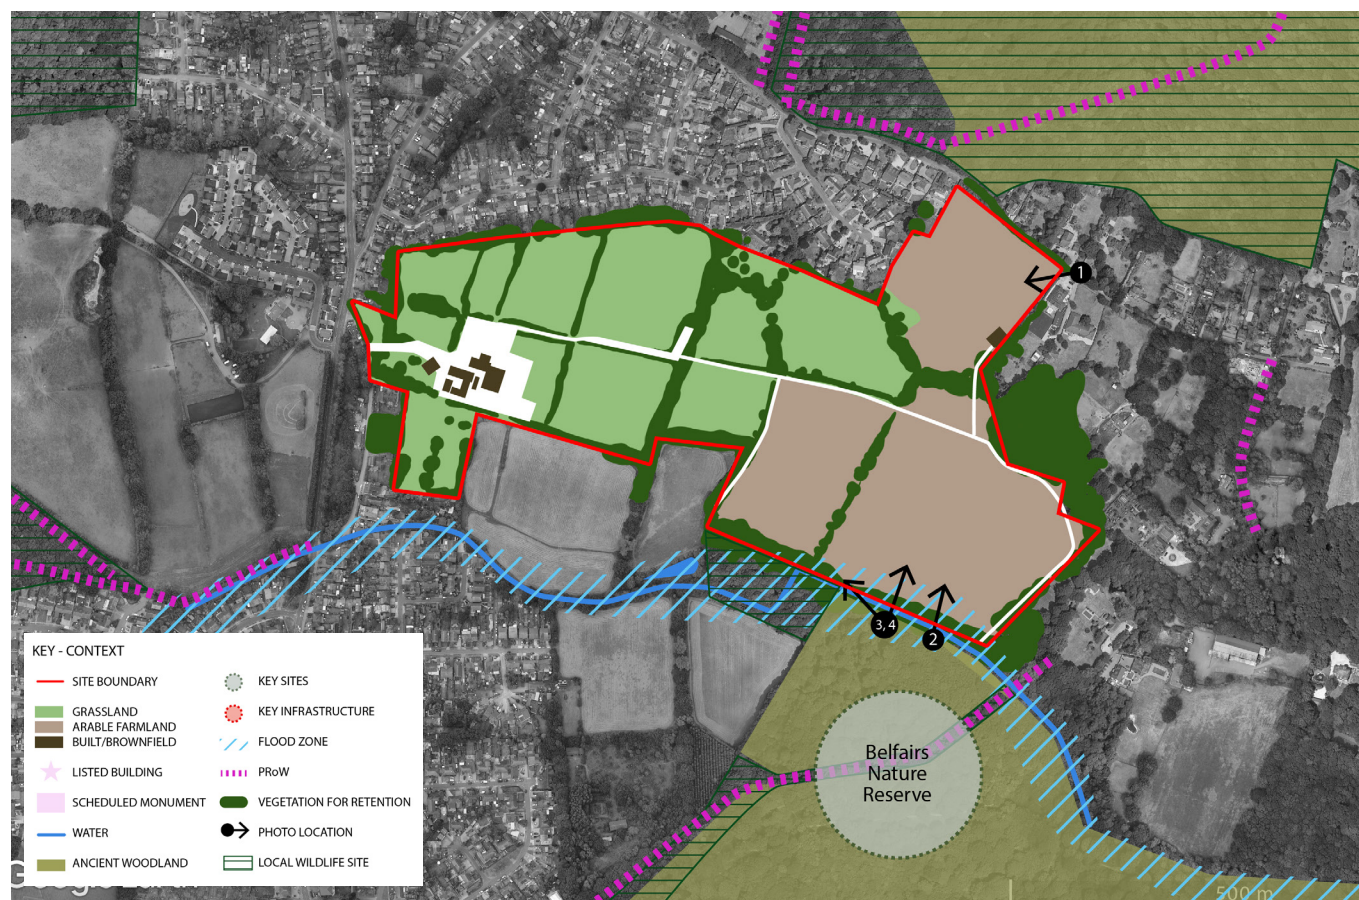 1
3, 4
2
Belfairs
Nature
Reserve
KEY - CONTEXT
SITE BOUNDARY
GRASSLAND
ARABLE FARMLAND
BUILT/BROWNFIELD
LISTED BUILDING
SCHEDULED MONUMENT
WATER
ANCIENT WOODLAND
KEY SITES
KEY INFRASTRUCTURE
FLOOD ZONE
PRoW
VEGETATION FOR RETENTION
PHOTO LOCATION
LOCAL WILDLIFE SITE
500 m